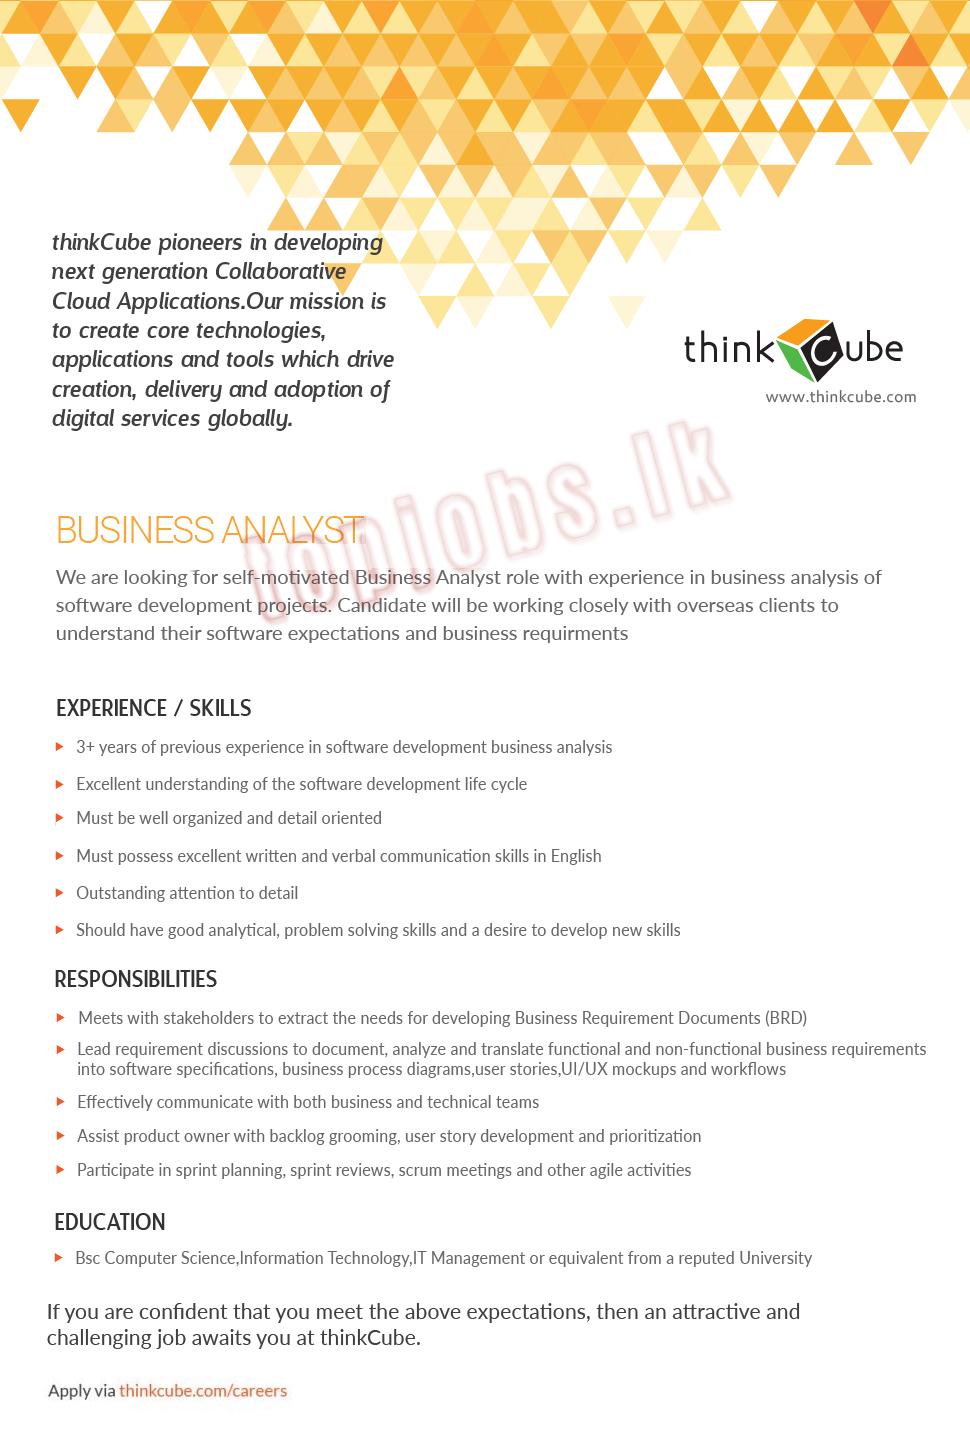 thinkCube pioneers in developing
next generation Collaborative
Cloud Applications.Our mission is
to create core technologies,
applications and tools which drive
creation, delivery and adoption of
digital services globally.
think Cube
www.thinkcube.com
topjobs.lk
BUSINESS ANALYST
We are looking for self-motivated Business Analyst role with experience in business analysis of
software development projects. Candidate will be working closely with overseas clients to
understand their software expectations and business requirments
EXPERIENCE / SKILLS
3+ years of previous experience in software development business analysis
Excellent understanding of the software development life cycle
Must be well organized and detail oriented
Must possess excellent written and verbal communication skills in English
Outstanding attention to detail
Should have good analytical, problem solving skills and a desire to develop new skills
RESPONSIBILITIES
Meets with stakeholders to extract the needs for developing Business Requirement Documents (BRD)
Lead requirement discussions to document, analyze and translate functional and non-functional business requirements
into software specifications, business process diagrams,user stories,UI/UX mockups and workflows
Effectively communicate with both business and technical teams
Assist product owner with backlog grooming, user story development and prioritization
Participate in sprint planning, sprint reviews, scrum meetings and other agile activities
EDUCATION
Bsc Computer Science,Information Technology,IT Management or equivalent from a reputed University
If you are confident that you meet the above expectations, then an attractive and
challenging job awaits you at thinkCube.
Apply via thinkcube.com/careers